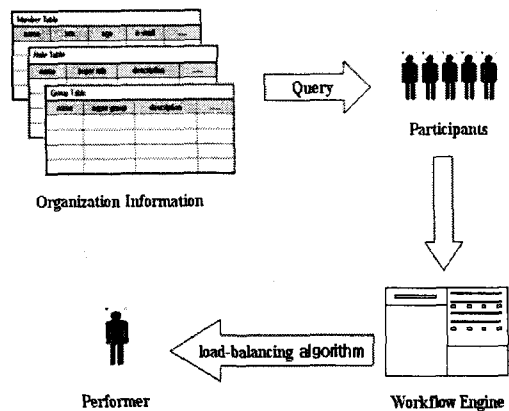 Member Table
name sex age e-mail ......
Role Table
name super role description ......
Group Table
name super group description ......
Query
Participants
Organization Information
load-balancing algorithm
Performer
Workflow Engine